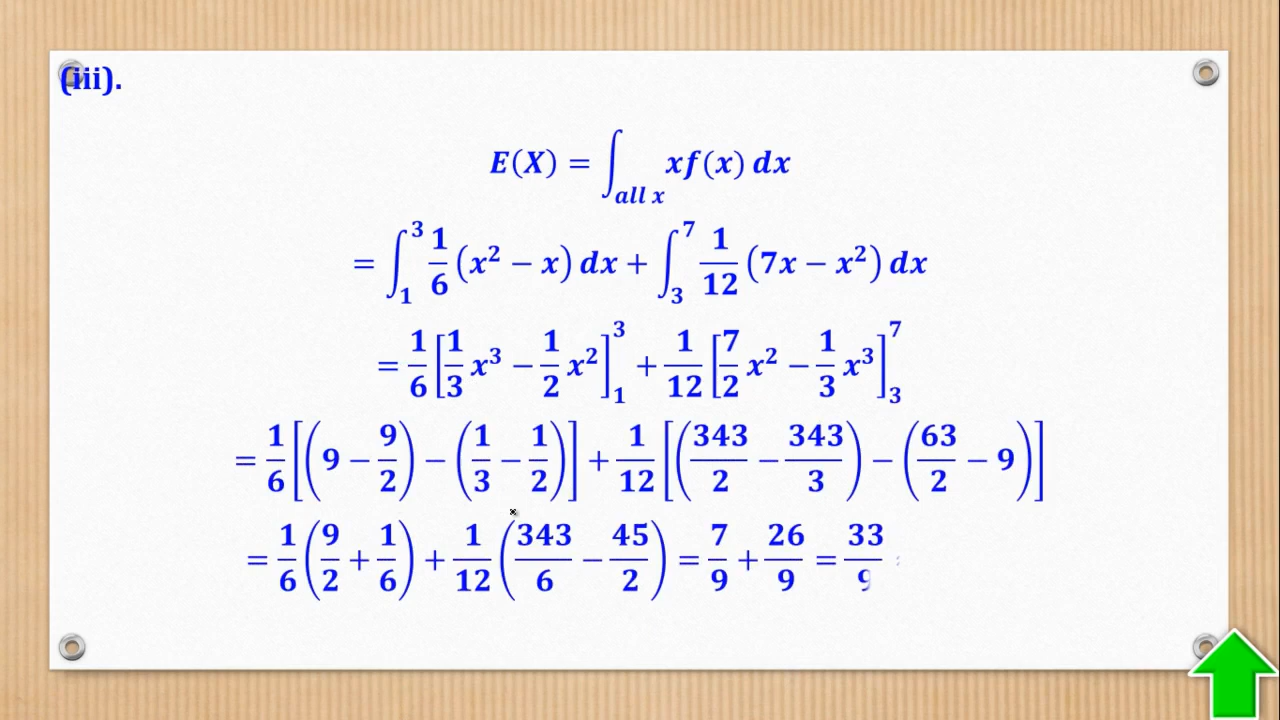 (iii).
E(X) = ∫_{all x} xf(x) dx
= ∫_1^3 1/6 (x² − x) dx + ∫_3^7 1/12 (7x − x²) dx
= 1/6 [1/3 x³ − 1/2 x²]_1^3 + 1/12 [7/2 x² − 1/3 x³]_3^7
= 1/6 [(9 − 9/2) − (1/3 − 1/2)] + 1/12 [(343/2 − 343/3) − (63/2 − 9)]
= 1/6 (9/2 + 1/6) + 1/12 (343/6 − 45/2) = 7/9 + 26/9 = 33/9